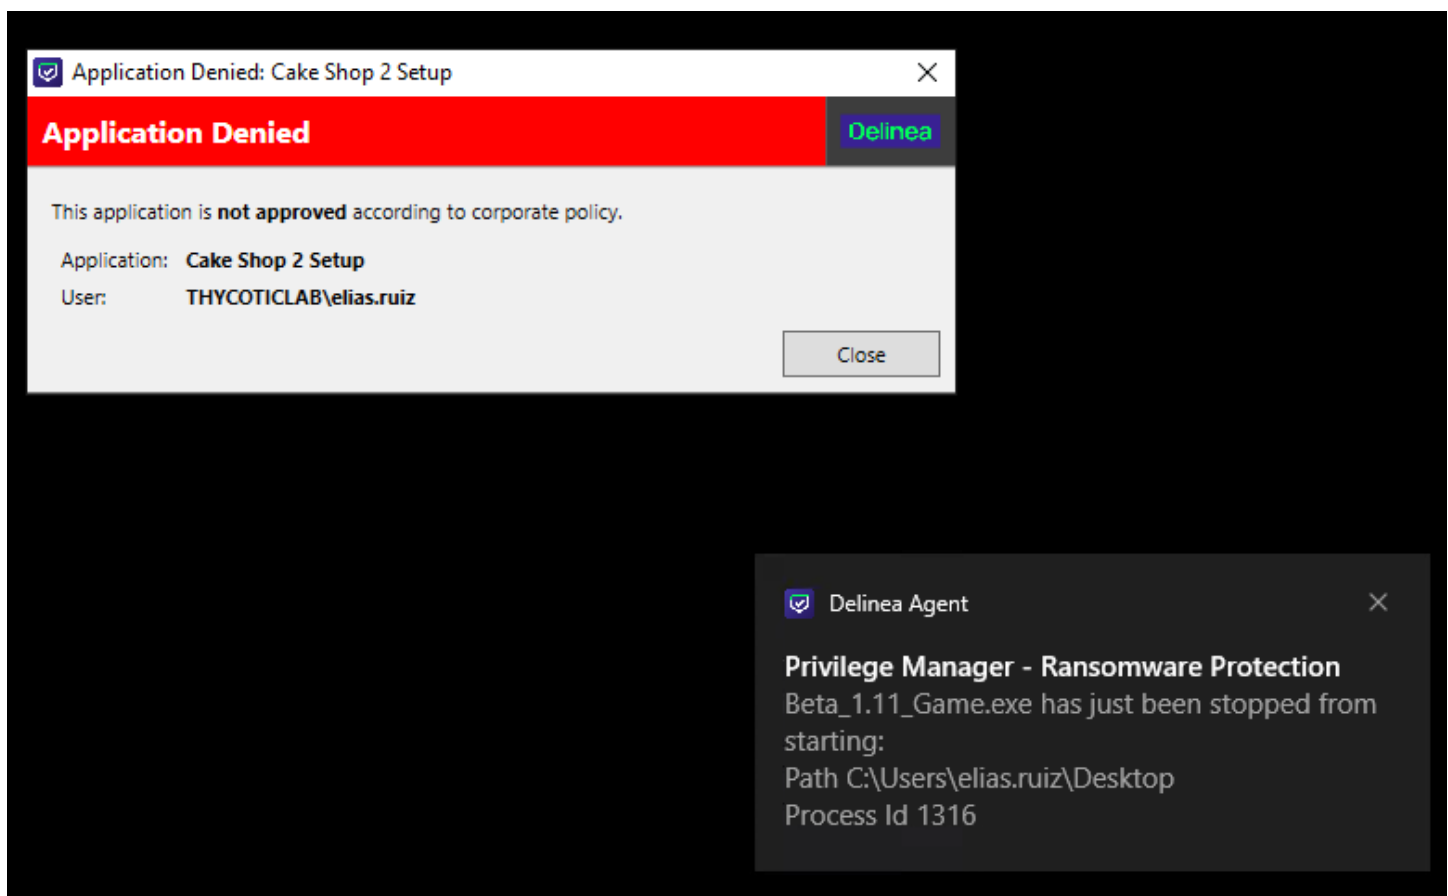 Application Denied: Cake Shop 2 Setup
Application Denied
Delinea
This application is not approved according to corporate policy.
Application: Cake Shop 2 Setup
User: THYCOTICLAB\elias.ruiz
Close
Delinea Agent
Privilege Manager - Ransomware Protection
Beta_1.11_Game.exe has just been stopped from
starting:
Path C:\Users\elias.ruiz\Desktop
Process Id 1316